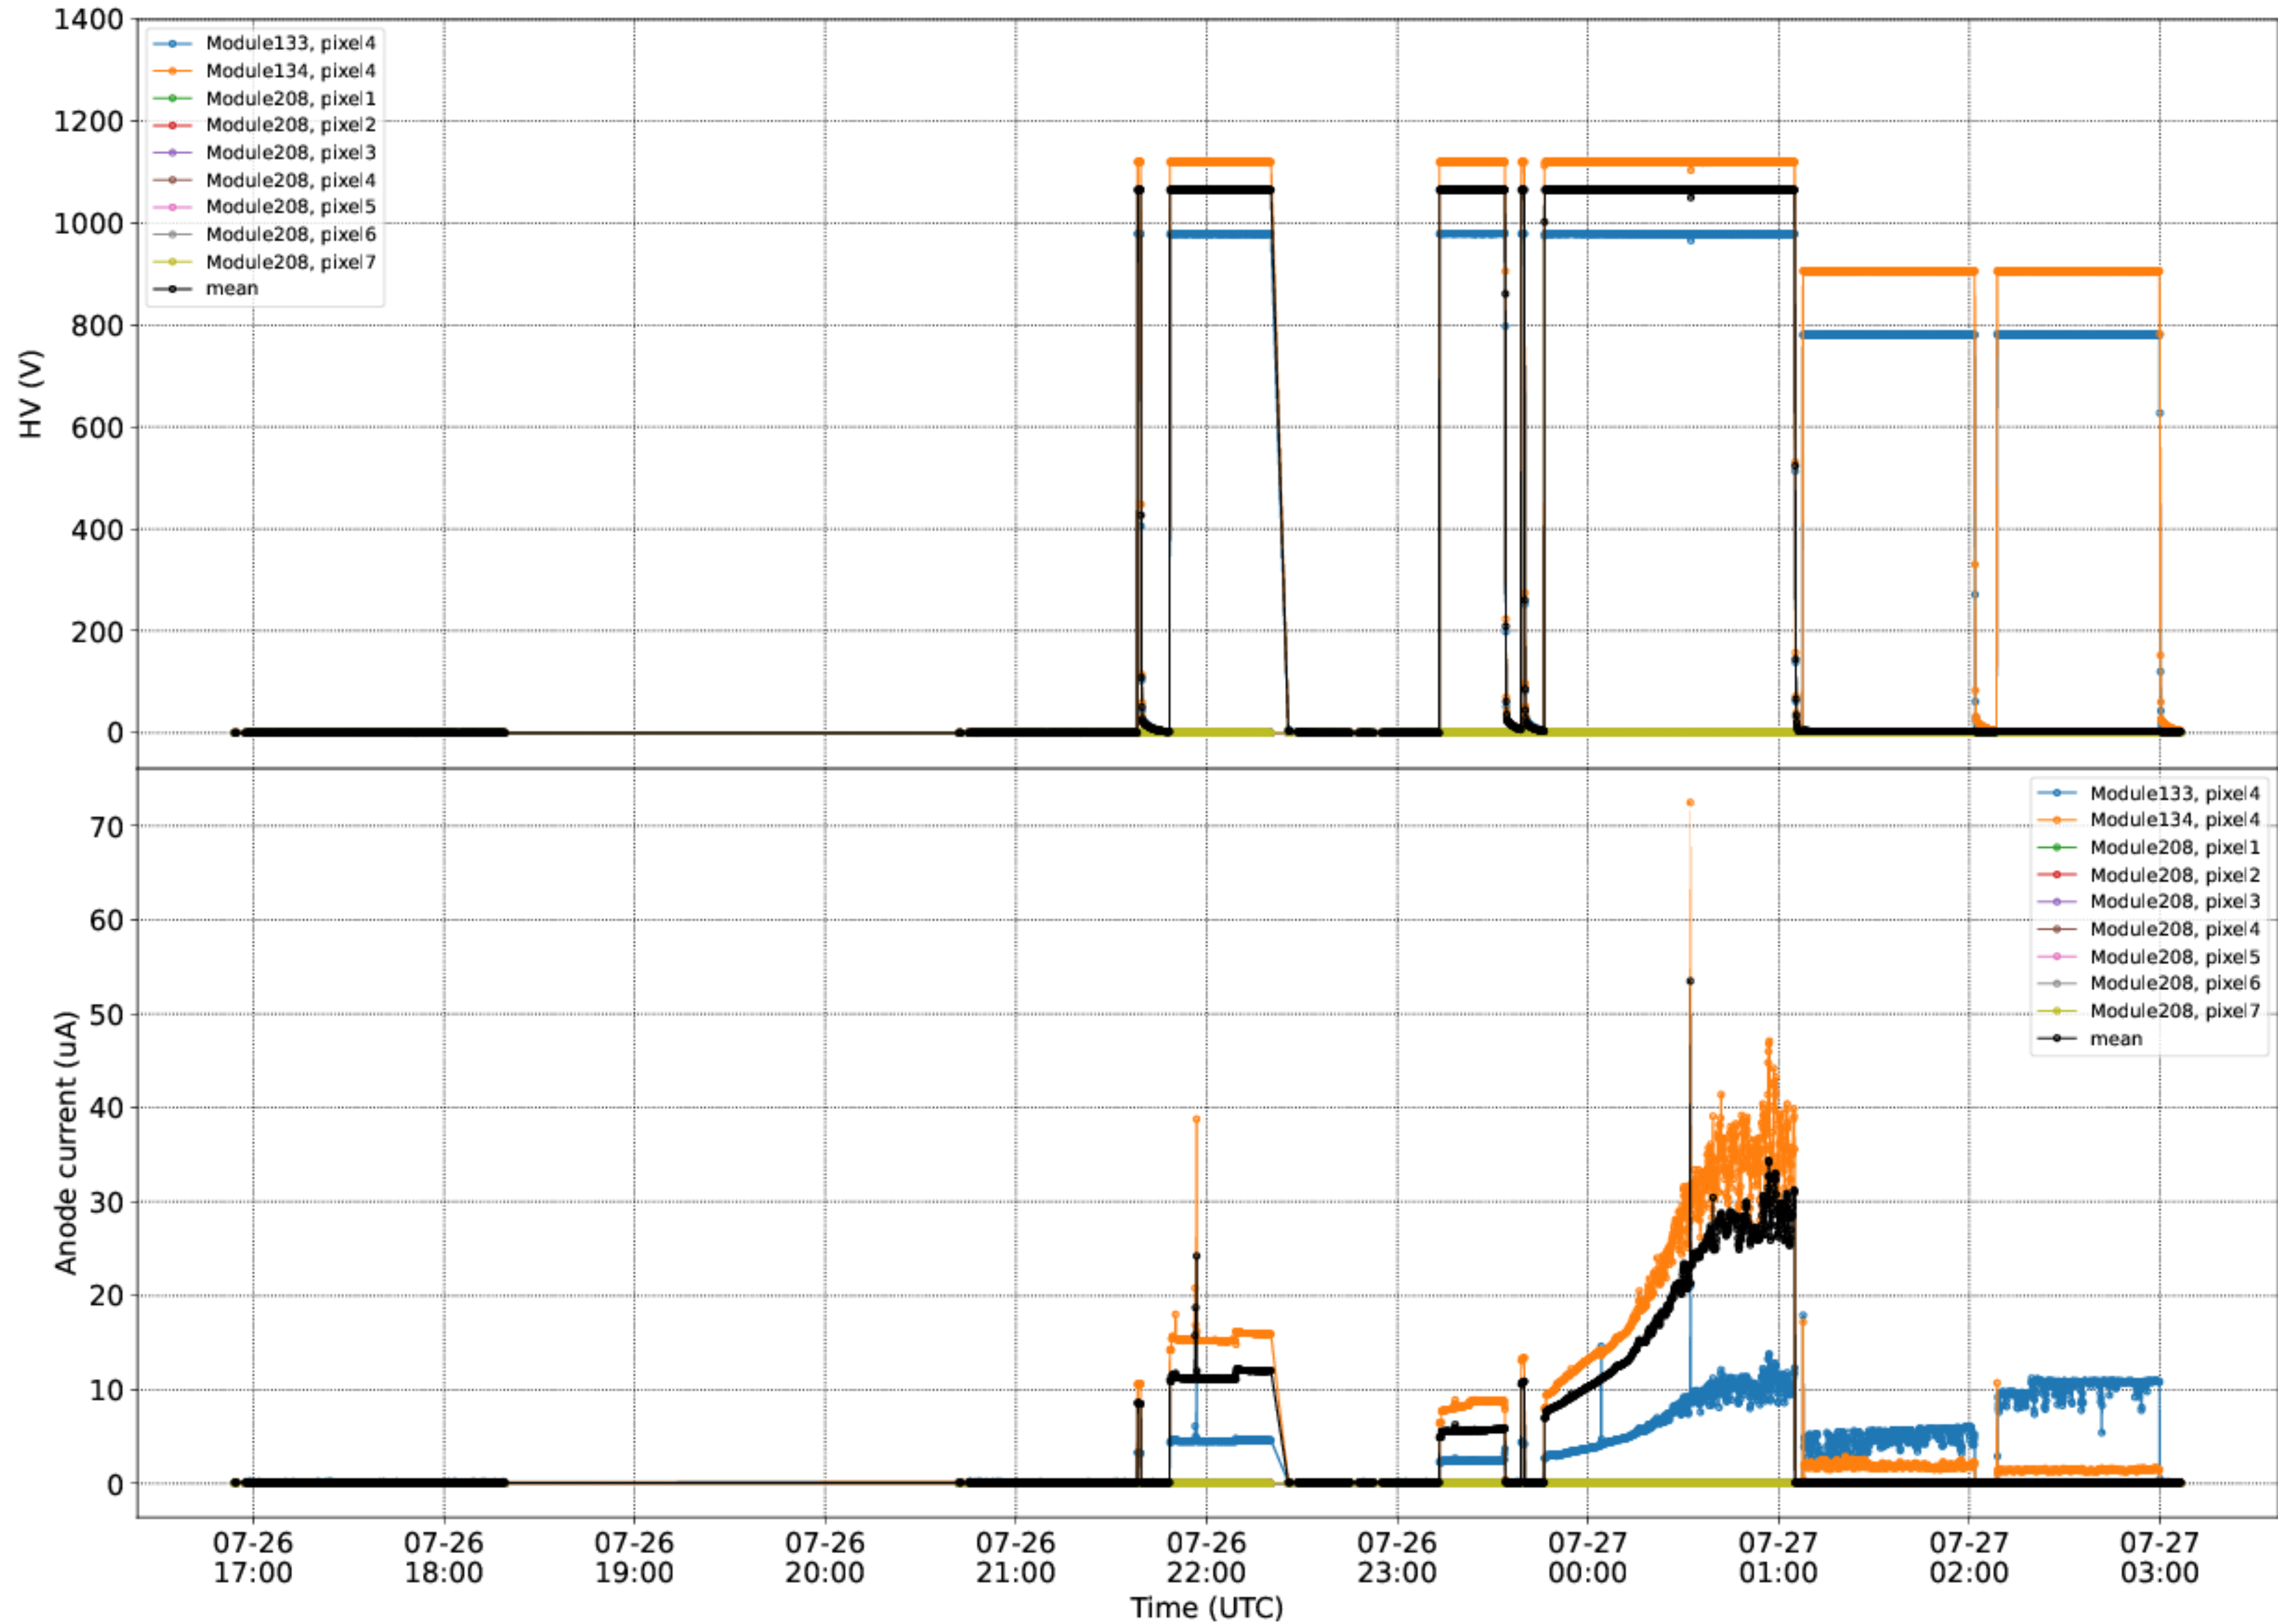 1400
1200
1000
800
600
400
200
0
HV (V)
Module133, pixel4
Module134, pixel4
Module208, pixel1
Module208, pixel2
Module208, pixel3
Module208, pixel4
Module208, pixel5
Module208, pixel6
Module208, pixel7
mean
70
60
50
40
30
20
10
0
Anode current (uA)
Module133, pixel4
Module134, pixel4
Module208, pixel1
Module208, pixel2
Module208, pixel3
Module208, pixel4
Module208, pixel5
Module208, pixel6
Module208, pixel7
mean
07-26 07-26 07-26 07-26 07-26 07-26 07-26 07-27 07-27 07-27 07-27
17:00 18:00 19:00 20:00 21:00 22:00 23:00 00:00 01:00 02:00 03:00
Time (UTC)